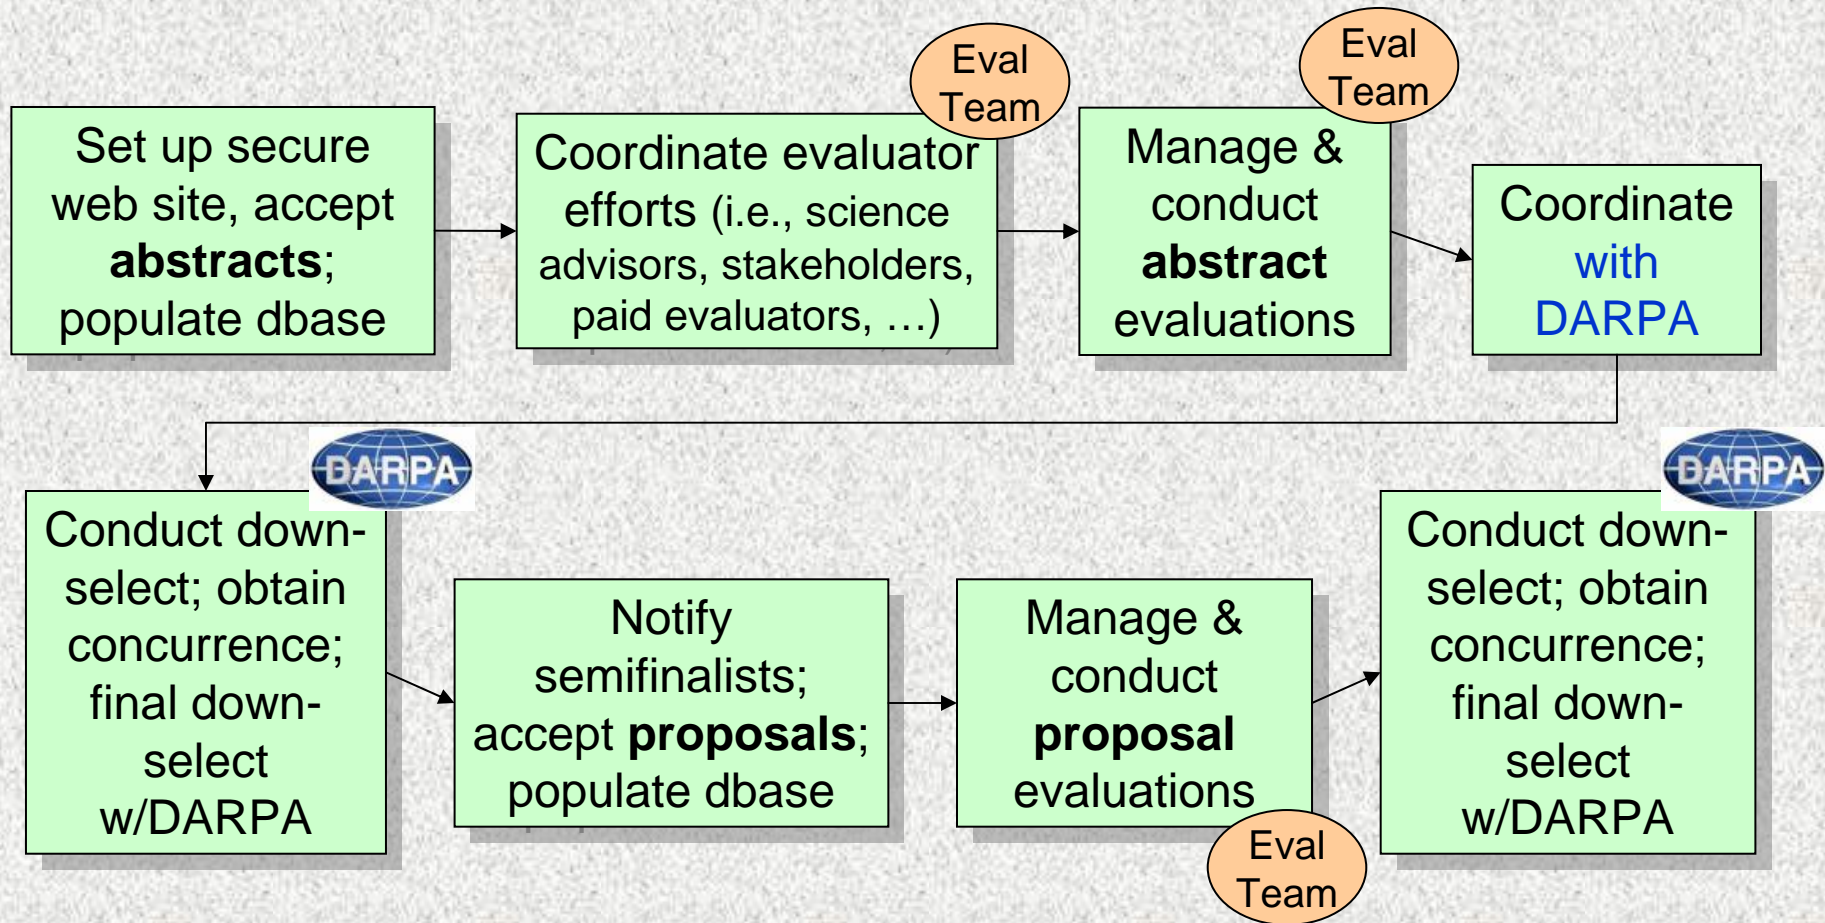 Eval
Team
Eval
Team
Set up secure
web site, accept
abstracts;
populate dbase
Coordinate evaluator
efforts (i.e., science
advisors, stakeholders,
paid evaluators, …)
Manage &
conduct
abstract
evaluations
Coordinate
with
DARPA
DARPA
DARPA
Conduct down-
select; obtain
concurrence;
final down-
select
w/DARPA
Notify
semifinalists;
accept proposals;
populate dbase
Manage &
conduct
proposal
evaluations
Eval
Team
Conduct down-
select; obtain
concurrence;
final down-
select
w/DARPA